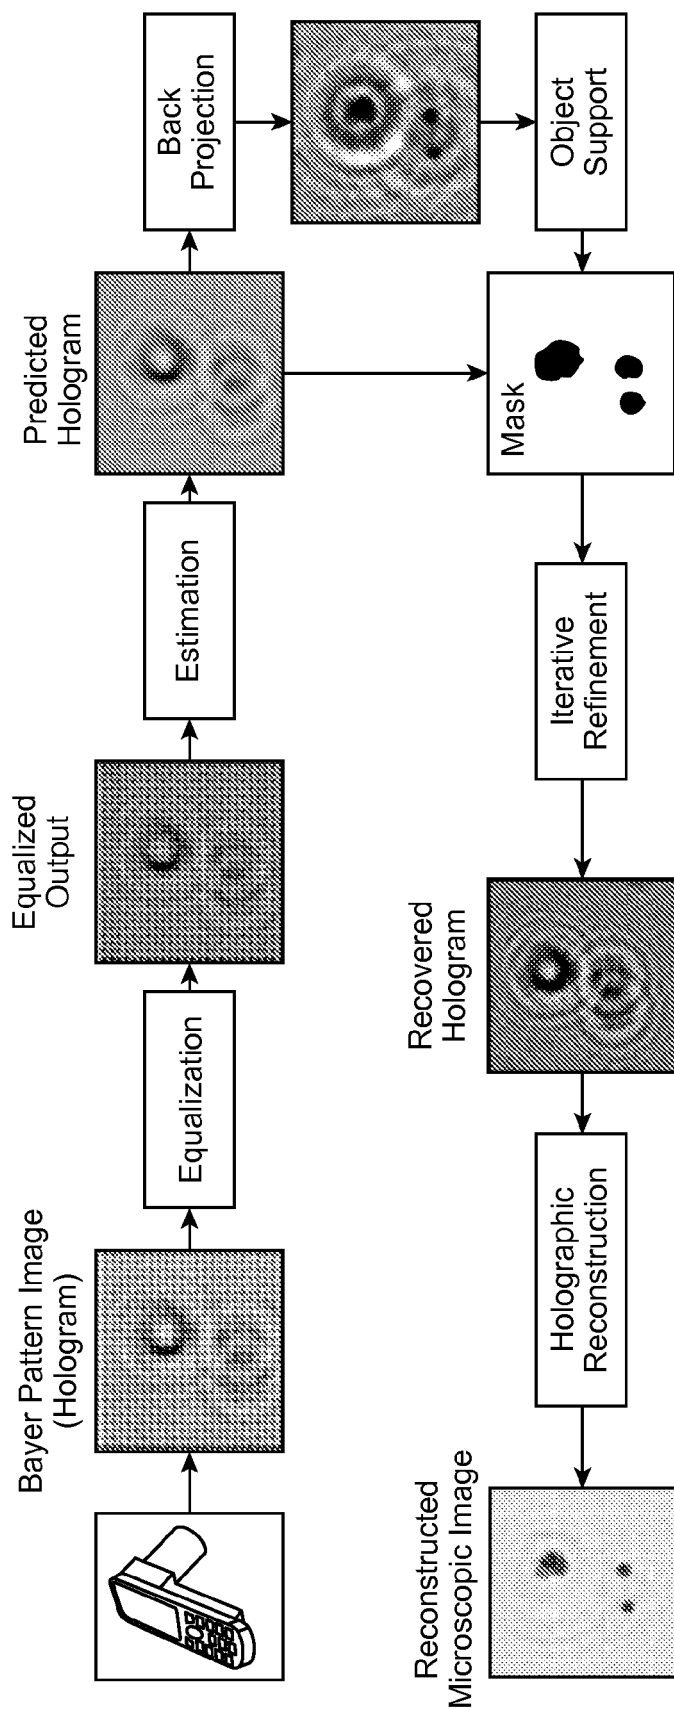 Bayer Pattern Image
(Hologram)
Equalization
Equalized
Output
Estimation
Predicted
Hologram
Back
Projection
Object
Support
Mask
Iterative
Refinement
Recovered
Hologram
Holographic
Reconstruction
Reconstructed
Microscopic Image